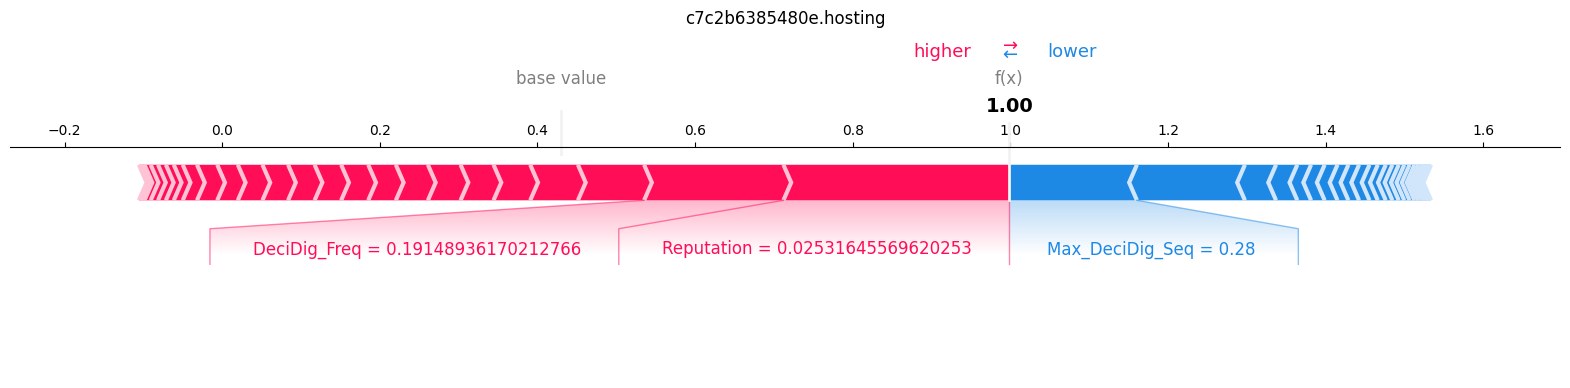 c7c2b6385480e.hosting
higher ⇄ lower
base value f(x)
1.00
−0.2 0.0 0.2 0.4 0.6 0.8 1.0 1.2 1.4 1.6
DeciDig_Freq = 0.19148936170212766 Reputation = 0.02531645569620253 Max_DeciDig_Seq = 0.28